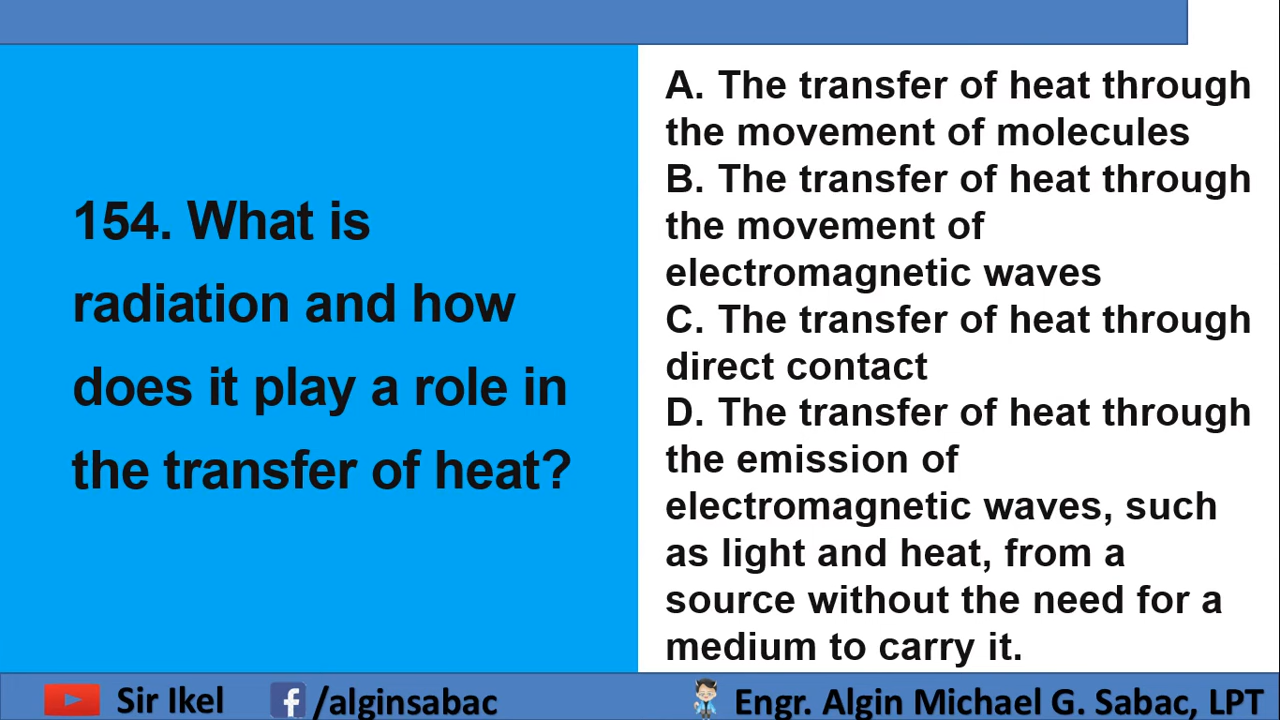 154. What is
radiation and how
does it play a role in
the transfer of heat?
A. The transfer of heat through
the movement of molecules
B. The transfer of heat through
the movement of
electromagnetic waves
C. The transfer of heat through
direct contact
D. The transfer of heat through
the emission of
electromagnetic waves, such
as light and heat, from a
source without the need for a
medium to carry it.
Sir Ikel
/alginsabac
Engr. Algin Michael G. Sabac, LPT